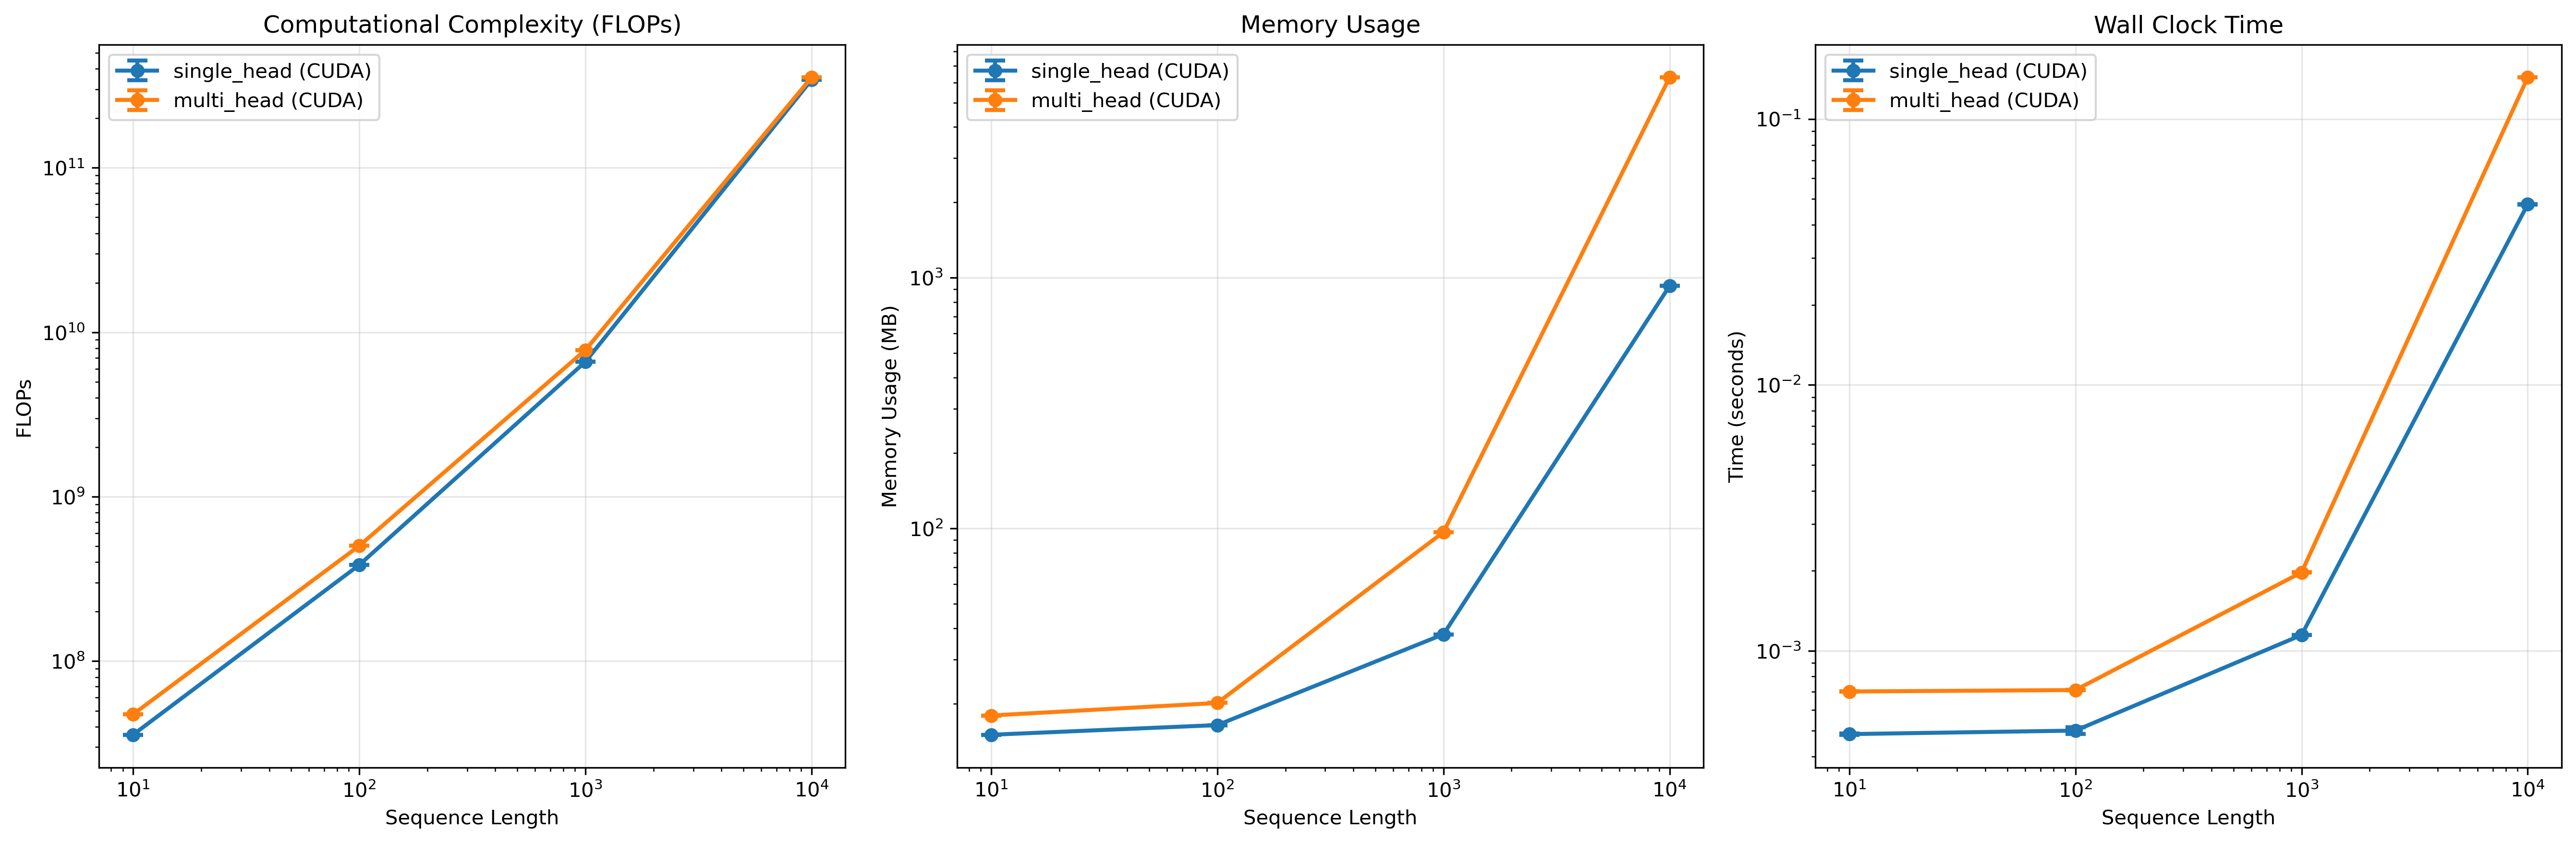 Computational Complexity (FLOPs)
single_head (CUDA)
multi_head (CUDA)
10¹¹
10¹⁰
10⁹
10⁸
FLOPs
10¹ 10² 10³ 10⁴
Sequence Length
Memory Usage
single_head (CUDA)
multi_head (CUDA)
10³
10²
Memory Usage (MB)
10¹ 10² 10³ 10⁴
Sequence Length
Wall Clock Time
single_head (CUDA)
multi_head (CUDA)
10⁻¹
10⁻²
10⁻³
Time (seconds)
10¹ 10² 10³ 10⁴
Sequence Length